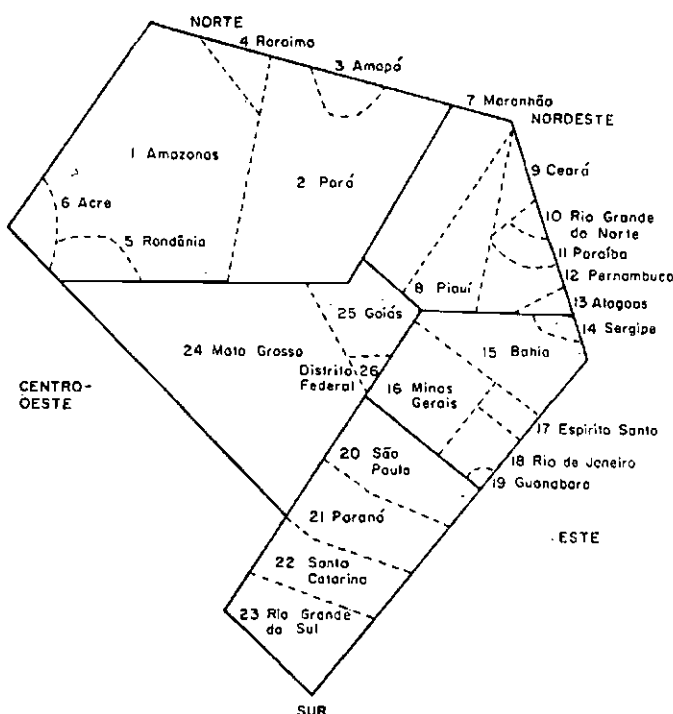 NORTE
4 Roraima
3 Amapá
7 Maranhão
NORDESTE
9 Ceará
1 Amazonas
2 Pará
6 Acre
5 Rondânia
10 Rio Grande
do Norte
11 Paraíba
12 Pernambuco
8 Piauí
13 Alagoas
14 Sergipe
25 Goiás
24 Mato Grosso
15 Bahia
Distrito 26
Federal
16 Minas
Gerais
CENTRO-
OESTE
17 Espirito Santo
18 Rio de Janeiro
19 Guanabara
20 São
Paulo
21 Paraná
ESTE
22 Santa
Catarina
23 Rio Grande
do Sul
SUR